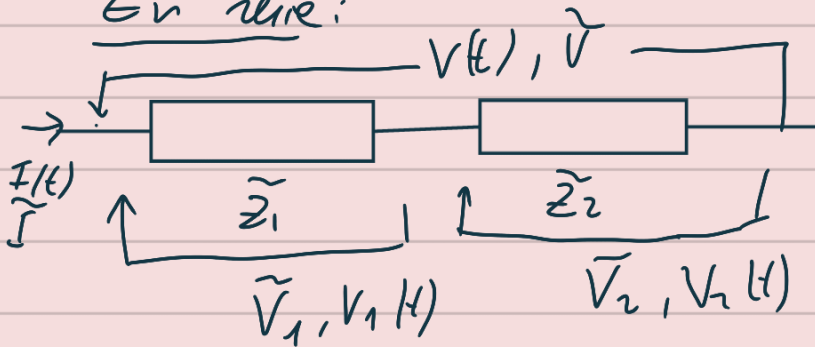 En série:
V(t), Ṽ
I(t)
Ĩ
Z̃₁
Z̃₂
Ṽ₁, V₁(t)
Ṽ₂, V₂(t)